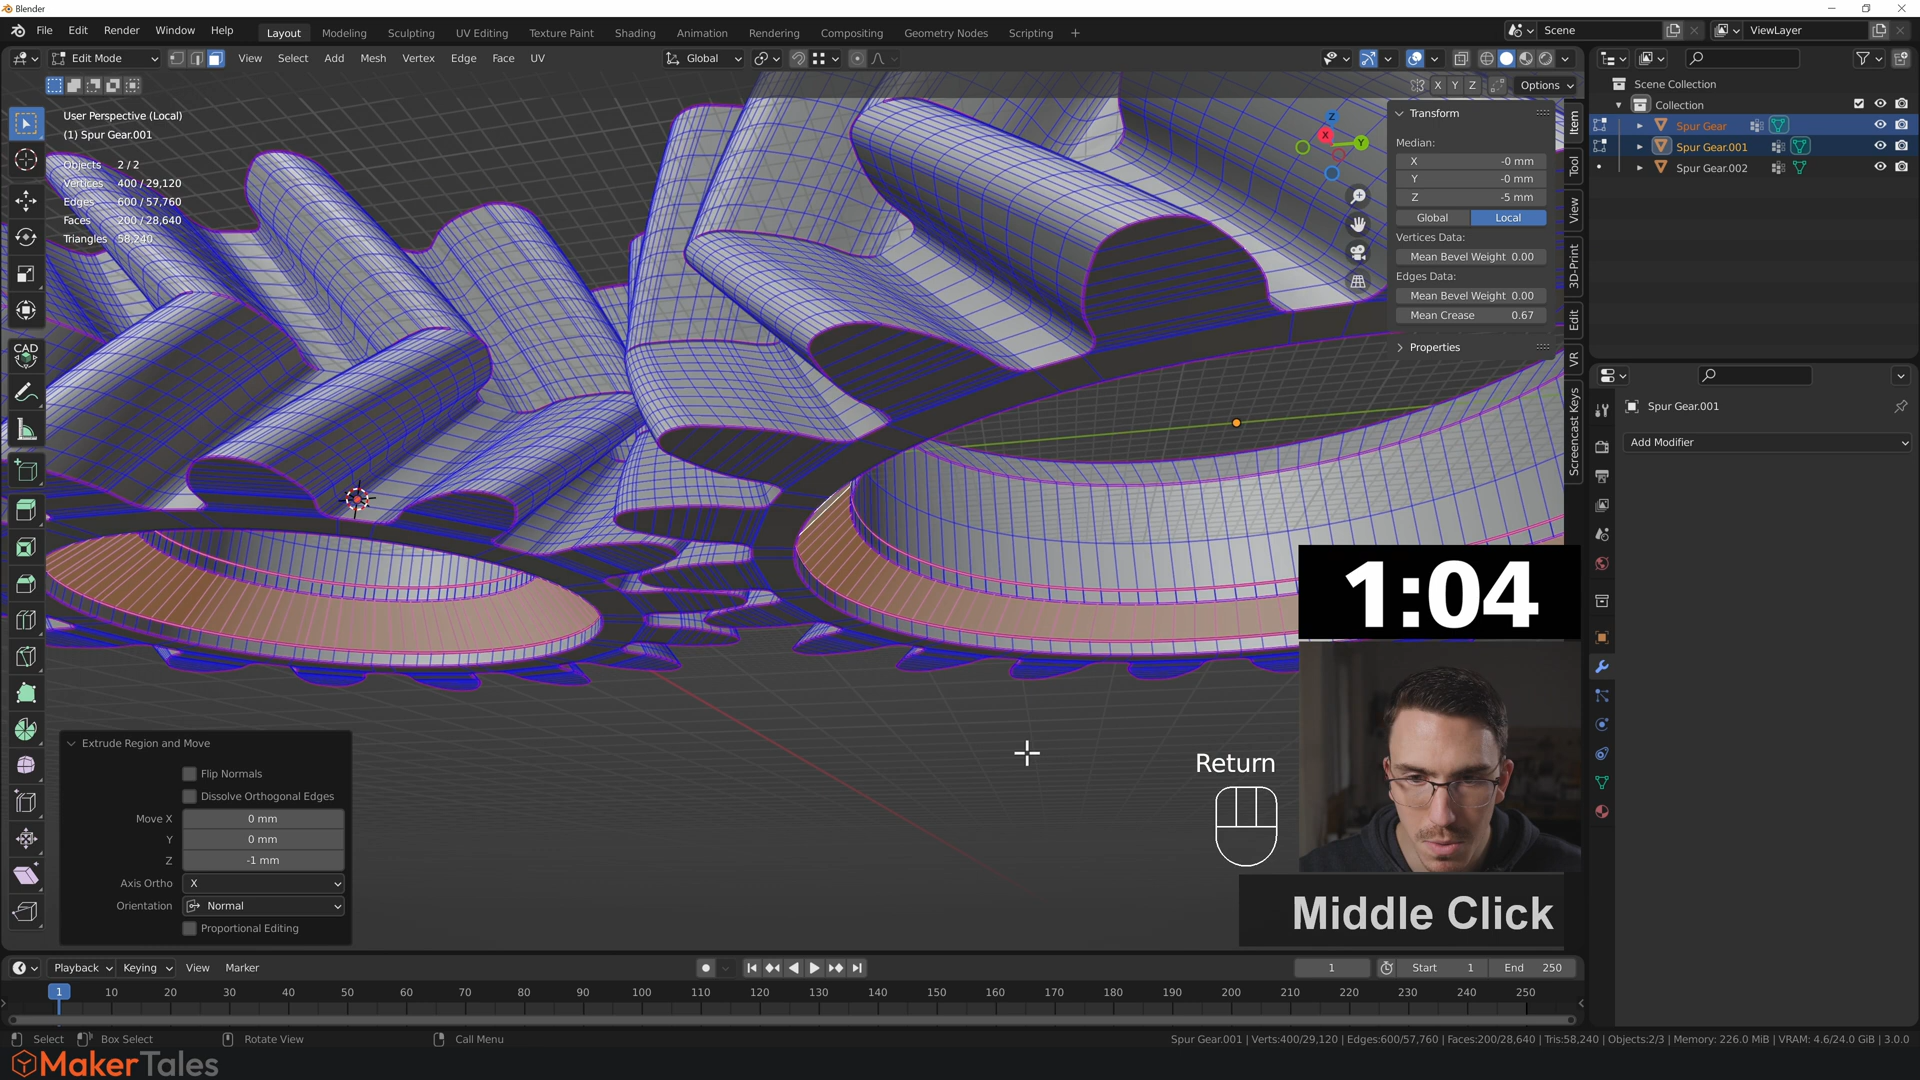 Blender
File Edit Render Window Help
Layout Modeling Sculpting UV Editing Texture Paint Shading Animation Rendering Compositing Geometry Nodes Scripting +
Scene
ViewLayer
Edit Mode View Select Add Mesh Vertex Edge Face UV
Global
X Y Z Options
User Perspective (Local)
(1) Spur Gear.001
Objects 2 / 2
Vertices 400 / 29,120
Edges 600 / 57,760
Faces 200 / 28,640
Triangles 58,240
CAD
Z
X
Y
Transform
Median:
X -0 mm
Y -0 mm
Z -5 mm
Global Local
Vertices Data:
Mean Bevel Weight 0.00
Edges Data:
Mean Bevel Weight 0.00
Mean Crease 0.67
Properties
Item
Tool
View
3D-Print
Edit
VR
Screencast Keys
Scene Collection
Collection
Spur Gear
Spur Gear.001
Spur Gear.002
Spur Gear.001
Add Modifier
1:04
Return
Middle Click
Extrude Region and Move
Flip Normals
Dissolve Orthogonal Edges
Move X 0 mm
Y 0 mm
Z -1 mm
Axis Ortho X
Orientation Normal
Proportional Editing
Playback Keying View Marker
1 Start 1 End 250
1 10 20 30 40 50 60 70 80 90 100 110 120 130 140 150 160 170 180 190 200 210 220 230 240 250
Select Box Select Rotate View Call Menu
Spur Gear.001 | Verts:400/29,120 | Edges:600/57,760 | Faces:200/28,640 | Tris:58,240 | Objects:2/3 | Memory: 226.0 MiB | VRAM: 4.6/24.0 GiB | 3.0.0
MakerTales